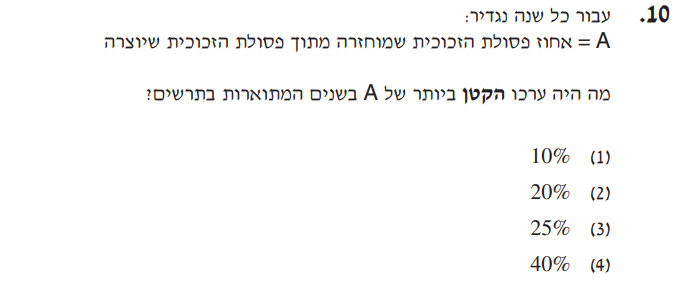 10. עבור כל שנה נגדיר:
A = אחוז פסולת הזכוכית שמוחזרה מתוך פסולת הזכוכית שיוצרה
מה היה ערכו הקטן ביותר של A בשנים המתוארות בתרשים?
(1) 10%
(2) 20%
(3) 25%
(4) 40%